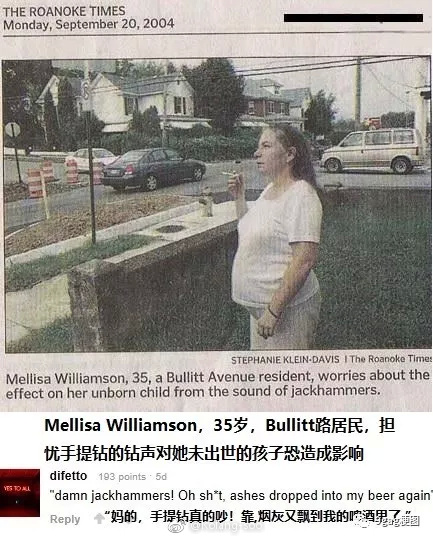 THE ROANOKE TIMES
Monday, September 20, 2004
STEPHANIE KLEIN-DAVIS | The Roanoke Times
Mellisa Williamson, 35, a Bullitt Avenue resident, worries about the
effect on her unborn child from the sound of jackhammers.
Mellisa Williamson，35岁，Bullitt路居民，担
忧手提钻的钻声对她未出世的孩子恐造成影响
YES TO ALL
difetto 193 points · 5d
"damn jackhammers! Oh sh*t, ashes dropped into my beer again"
Reply
“妈的，手提钻真的吵！靠,烟灰又飘到我的啤酒里了”